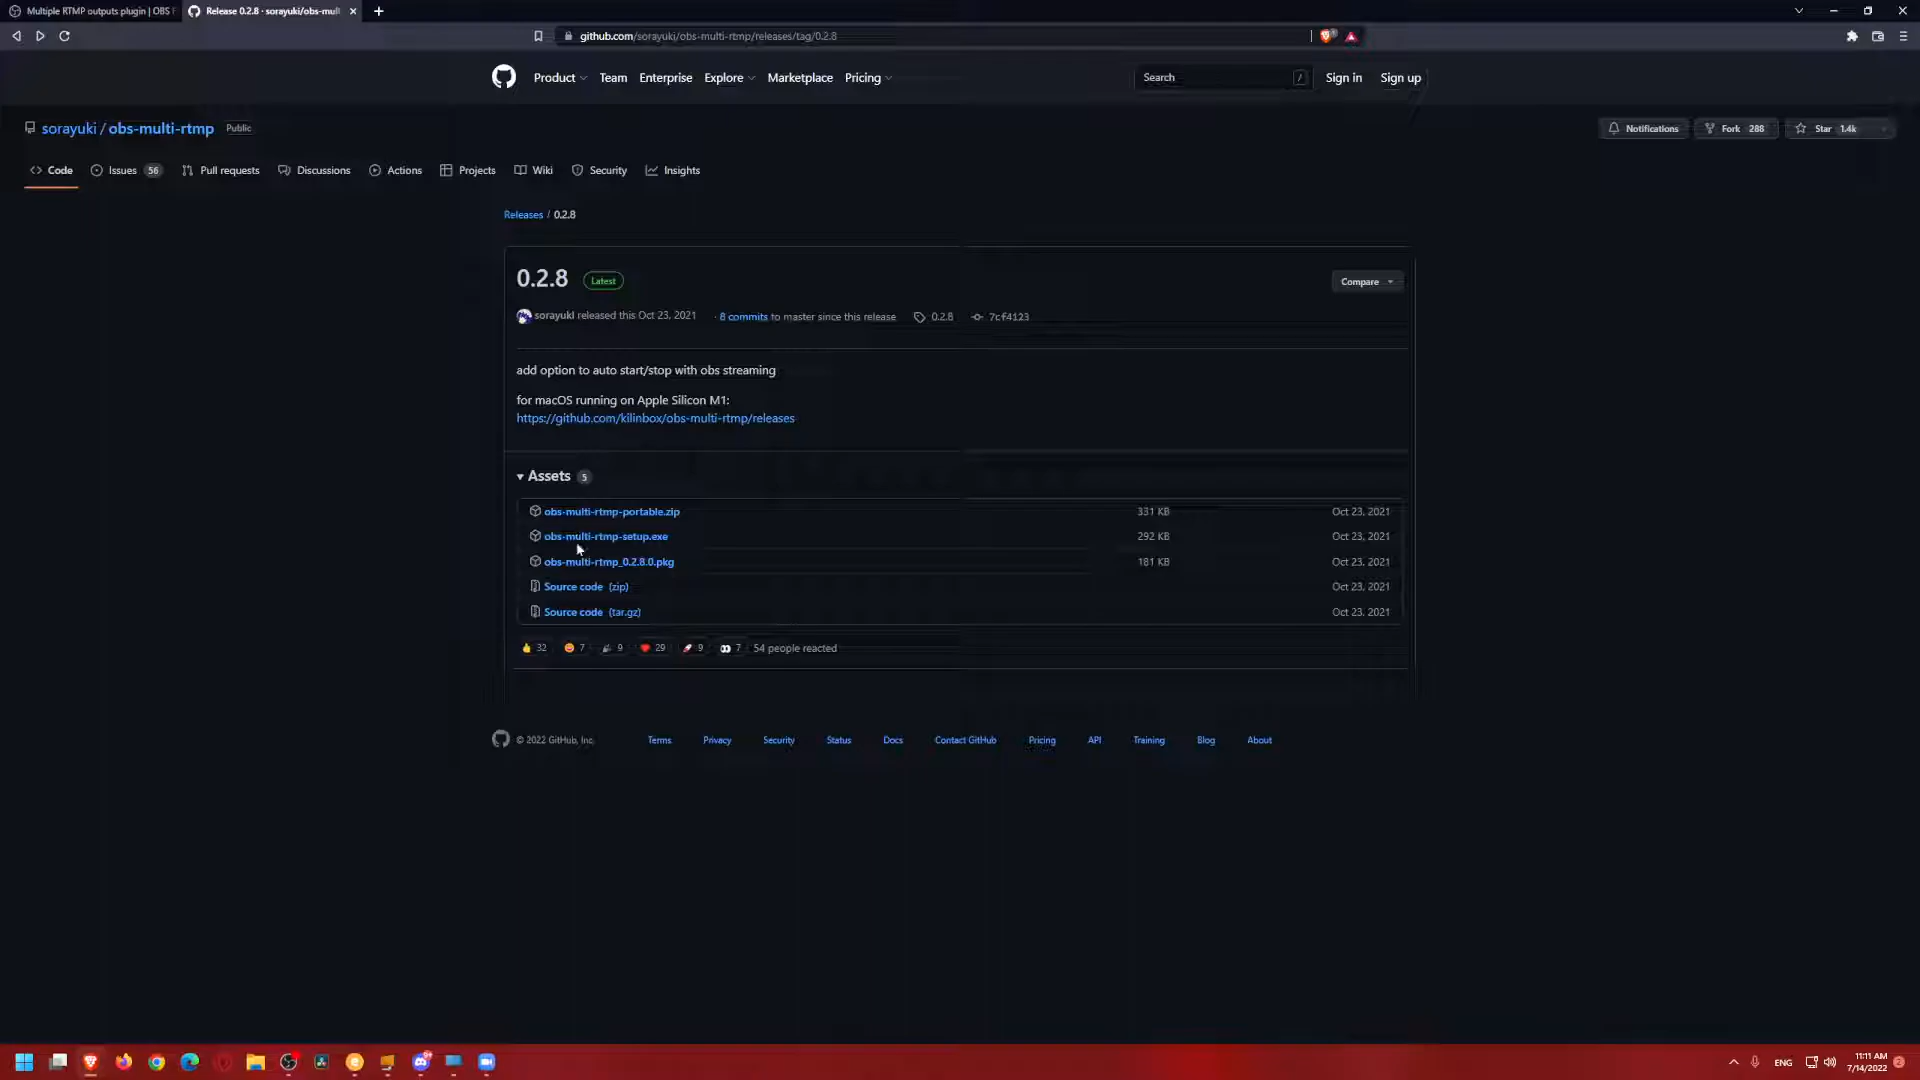 Multiple RTMP outputs plugin | OBS
Release 0.2.8 · sorayuki/obs-mul
github.com/sorayuki/obs-multi-rtmp/releases/tag/0.2.8
Product Team Enterprise Explore Marketplace Pricing
Search /
Sign in Sign up
sorayuki / obs-multi-rtmp Public
Notifications Fork 288 Star 1.4k
Code Issues 56 Pull requests Discussions Actions Projects Wiki Security Insights
Releases / 0.2.8
0.2.8 Latest
Compare
sorayuki released this Oct 23, 2021 · 8 commits to master since this release 0.2.8 7cf4123
add option to auto start/stop with obs streaming
for macOS running on Apple Silicon M1:
https://github.com/kilinbox/obs-multi-rtmp/releases
Assets 5
obs-multi-rtmp-portable.zip 331 KB Oct 23, 2021
obs-multi-rtmp-setup.exe 292 KB Oct 23, 2021
obs-multi-rtmp_0.2.8.0.pkg 181 KB Oct 23, 2021
Source code (zip) Oct 23, 2021
Source code (tar.gz) Oct 23, 2021
32 7 9 29 9 7 54 people reacted
© 2022 GitHub, Inc. Terms Privacy Security Status Docs Contact GitHub Pricing API Training Blog About
ENG
11:11 AM
7/14/2022
2